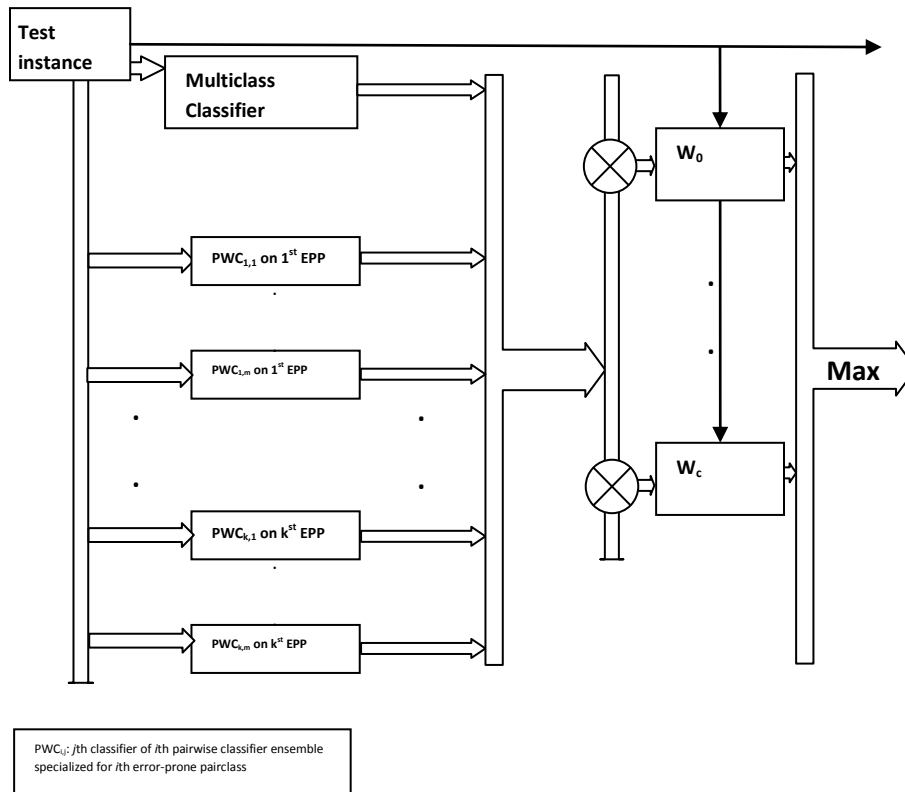 Test
instance
Multiclass
Classifier
W₀
PWC₁,₁ on 1ˢᵗ EPP
PWC₁,ₘ on 1ˢᵗ EPP
Max
W꜀
PWCₖ,₁ on kˢᵗ EPP
PWCₖ,ₘ on kˢᵗ EPP
PWCᵢ,ⱼ: jth classifier of ith pairwise classifier ensemble
specialized for ith error-prone pairclass